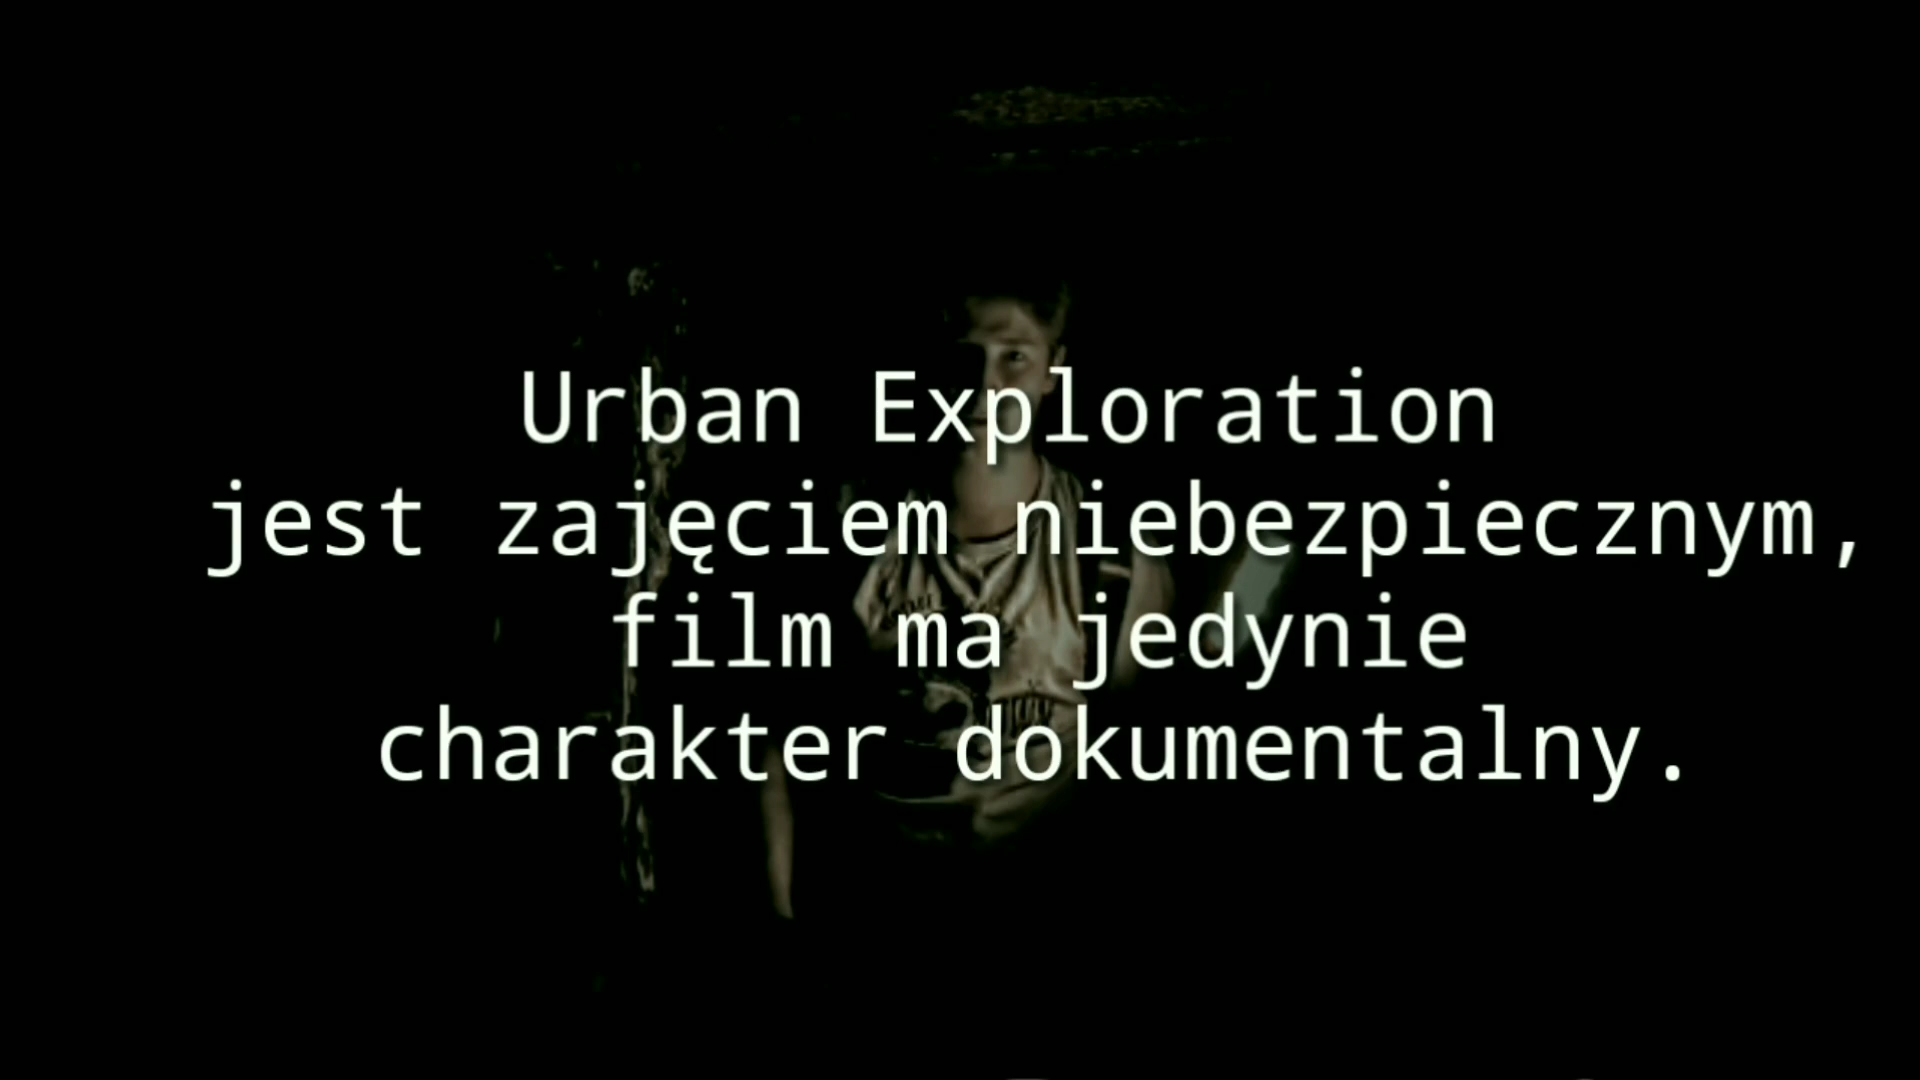 Urban Exploration
jest zajęciem niebezpiecznym,
film ma jedynie
charakter dokumentalny.